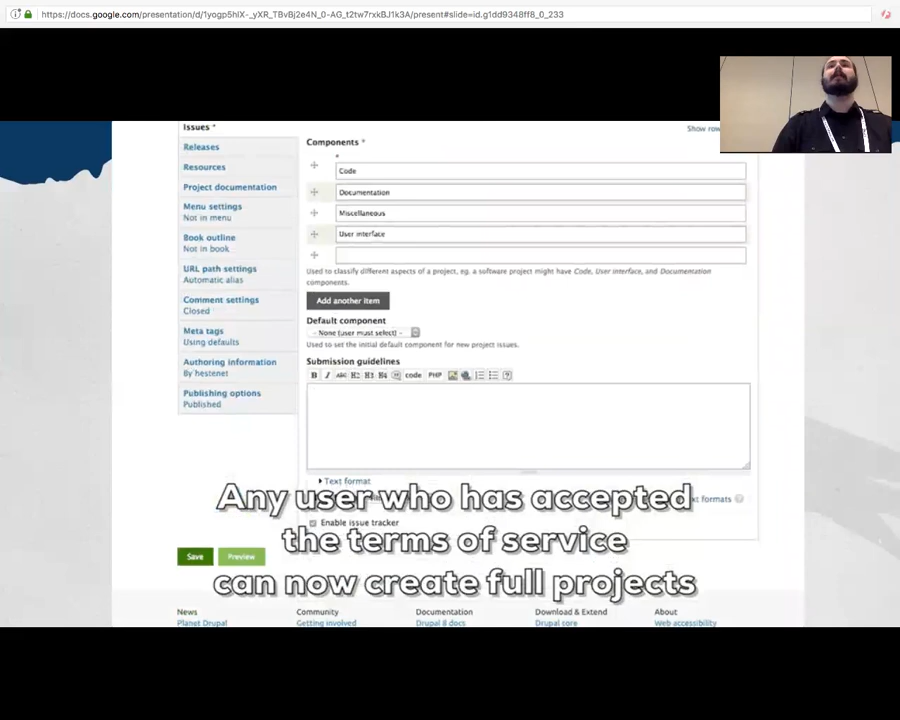 https://docs.google.com/presentation/d/1yogp5hlX-_yXR_TBvBj2e4N_0-AG_t2tw7rxkBJ1k3A/present#slide=id.g1dd9348ff8_0_233
Issues *
Releases
Resources
Project documentation
Menu settings
Not in menu
Book outline
Not in book
URL path settings
Automatic alias
Comment settings
Closed
Meta tags
Using defaults
Authoring information
By hestenet
Publishing options
Published
Components *
Show row
*
Code
Documentation
Miscellaneous
User interface
Used to classify different aspects of a project, eg. a software project might have Code, User interface, and Documentation
components.
Add another item
Default component
- None (user must select) -
Used to set the initial default component for new project issues.
Submission guidelines
B I ABC H2 H3 H4 code PHP
Text format
text formats
Enable issue tracker
Any user who has accepted
the terms of service
can now create full projects
Save Preview
News Community Documentation Download & Extend About
Planet Drupal Getting involved Drupal 8 docs Drupal core Web accessibility